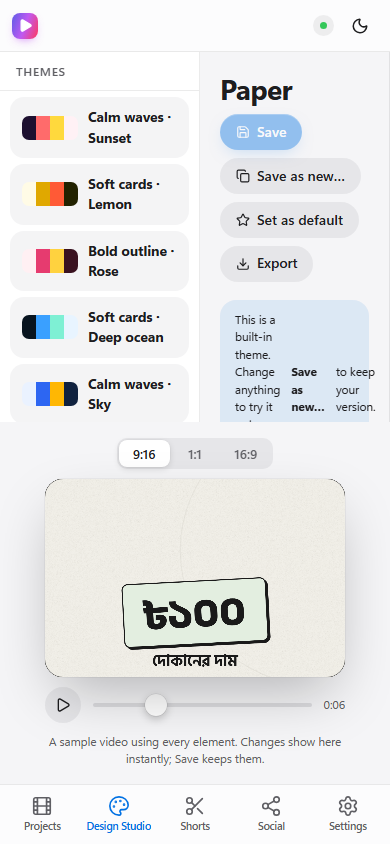 THEMES
Calm waves ·
Sunset
Soft cards ·
Lemon
Bold outline ·
Rose
Soft cards ·
Deep ocean
Calm waves ·
Sky
Paper
Save
Save as new...
Set as default
Export
This is a
built-in
theme.
Change
anything
to try it
Save
as
new...
to keep
your
version.
9:16
1:1
16:9
৳১০০
দোকানের দাম
0:06
A sample video using every element. Changes show here
instantly; Save keeps them.
Projects
Design Studio
Shorts
Social
Settings